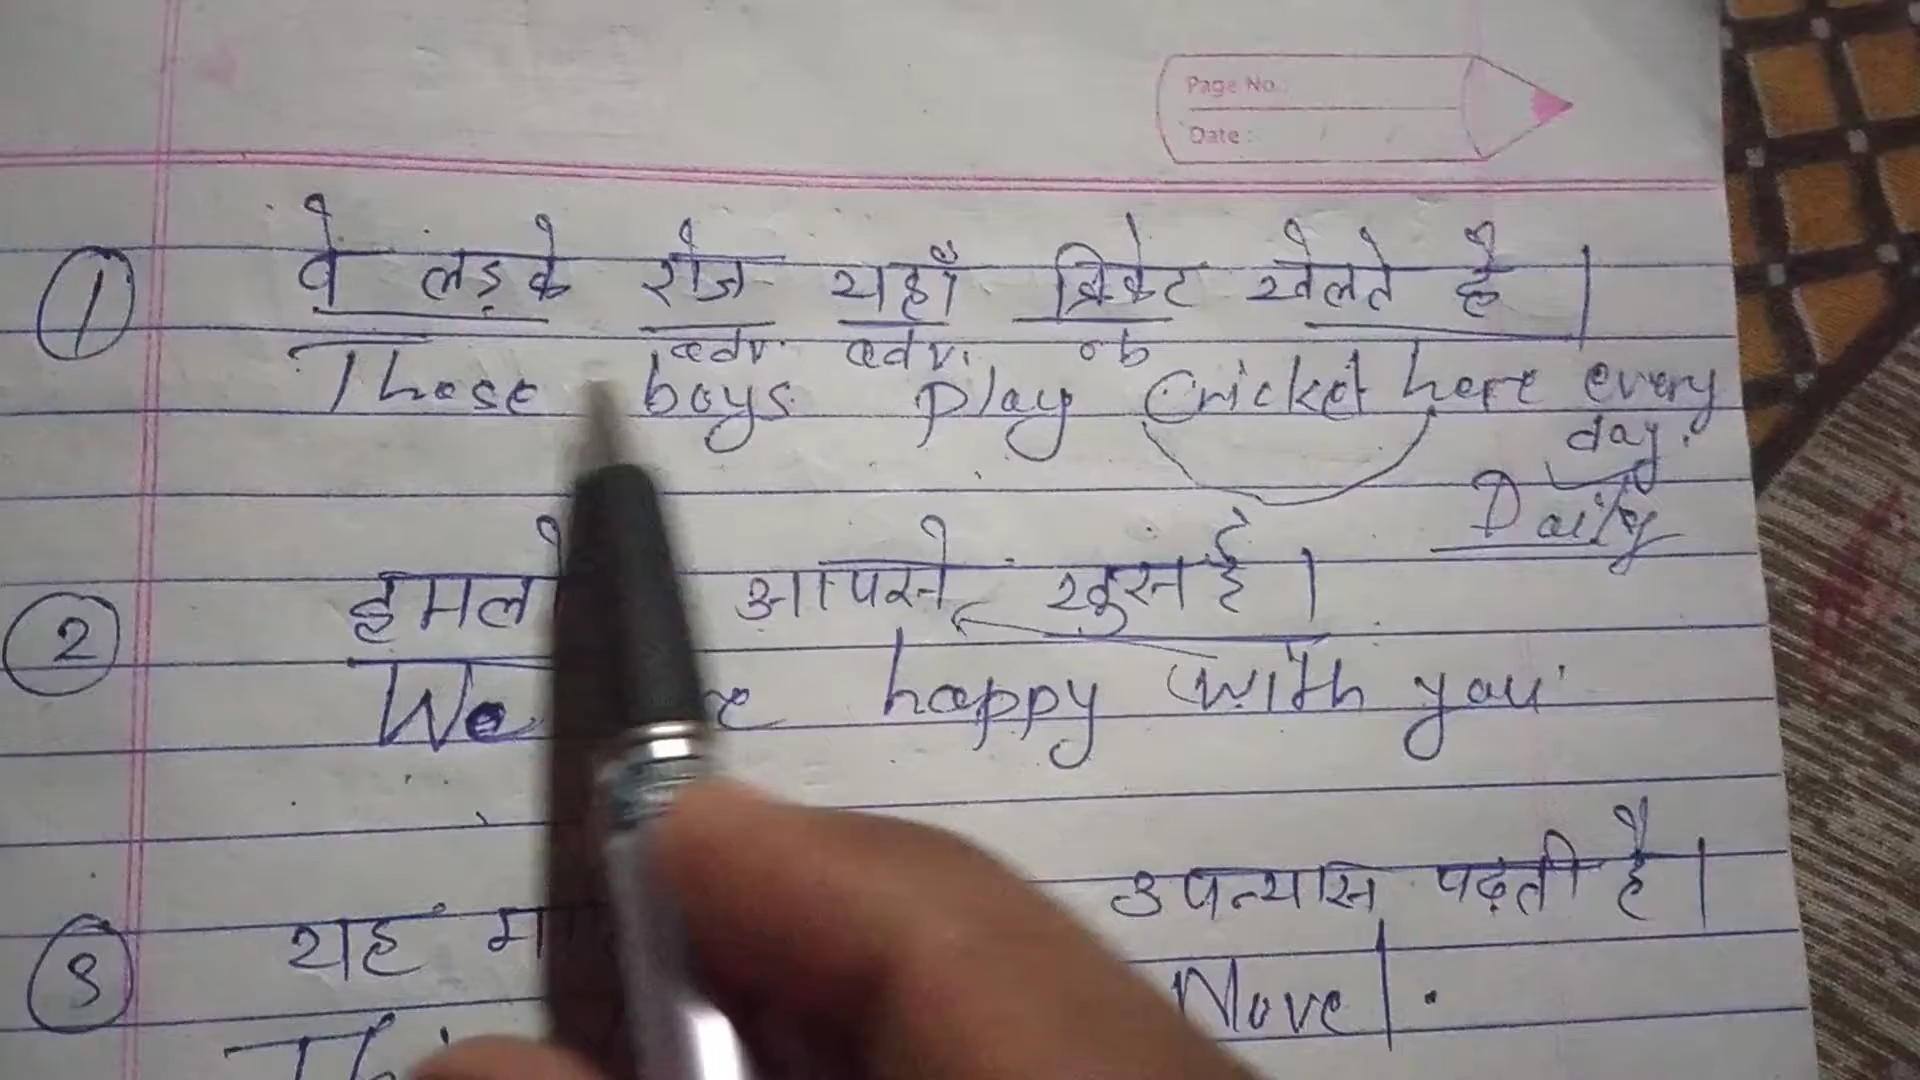 Page No.:
Date :
1 वे लड़के रोज यहाँ क्रिकेट खेलते हैं।
adv. adv. ob
These boys play Cricket here every
day.
Daily
2 आपसे खुस है।
We happy with you
3 यह उपन्यास पढ़ती है।
Novel.